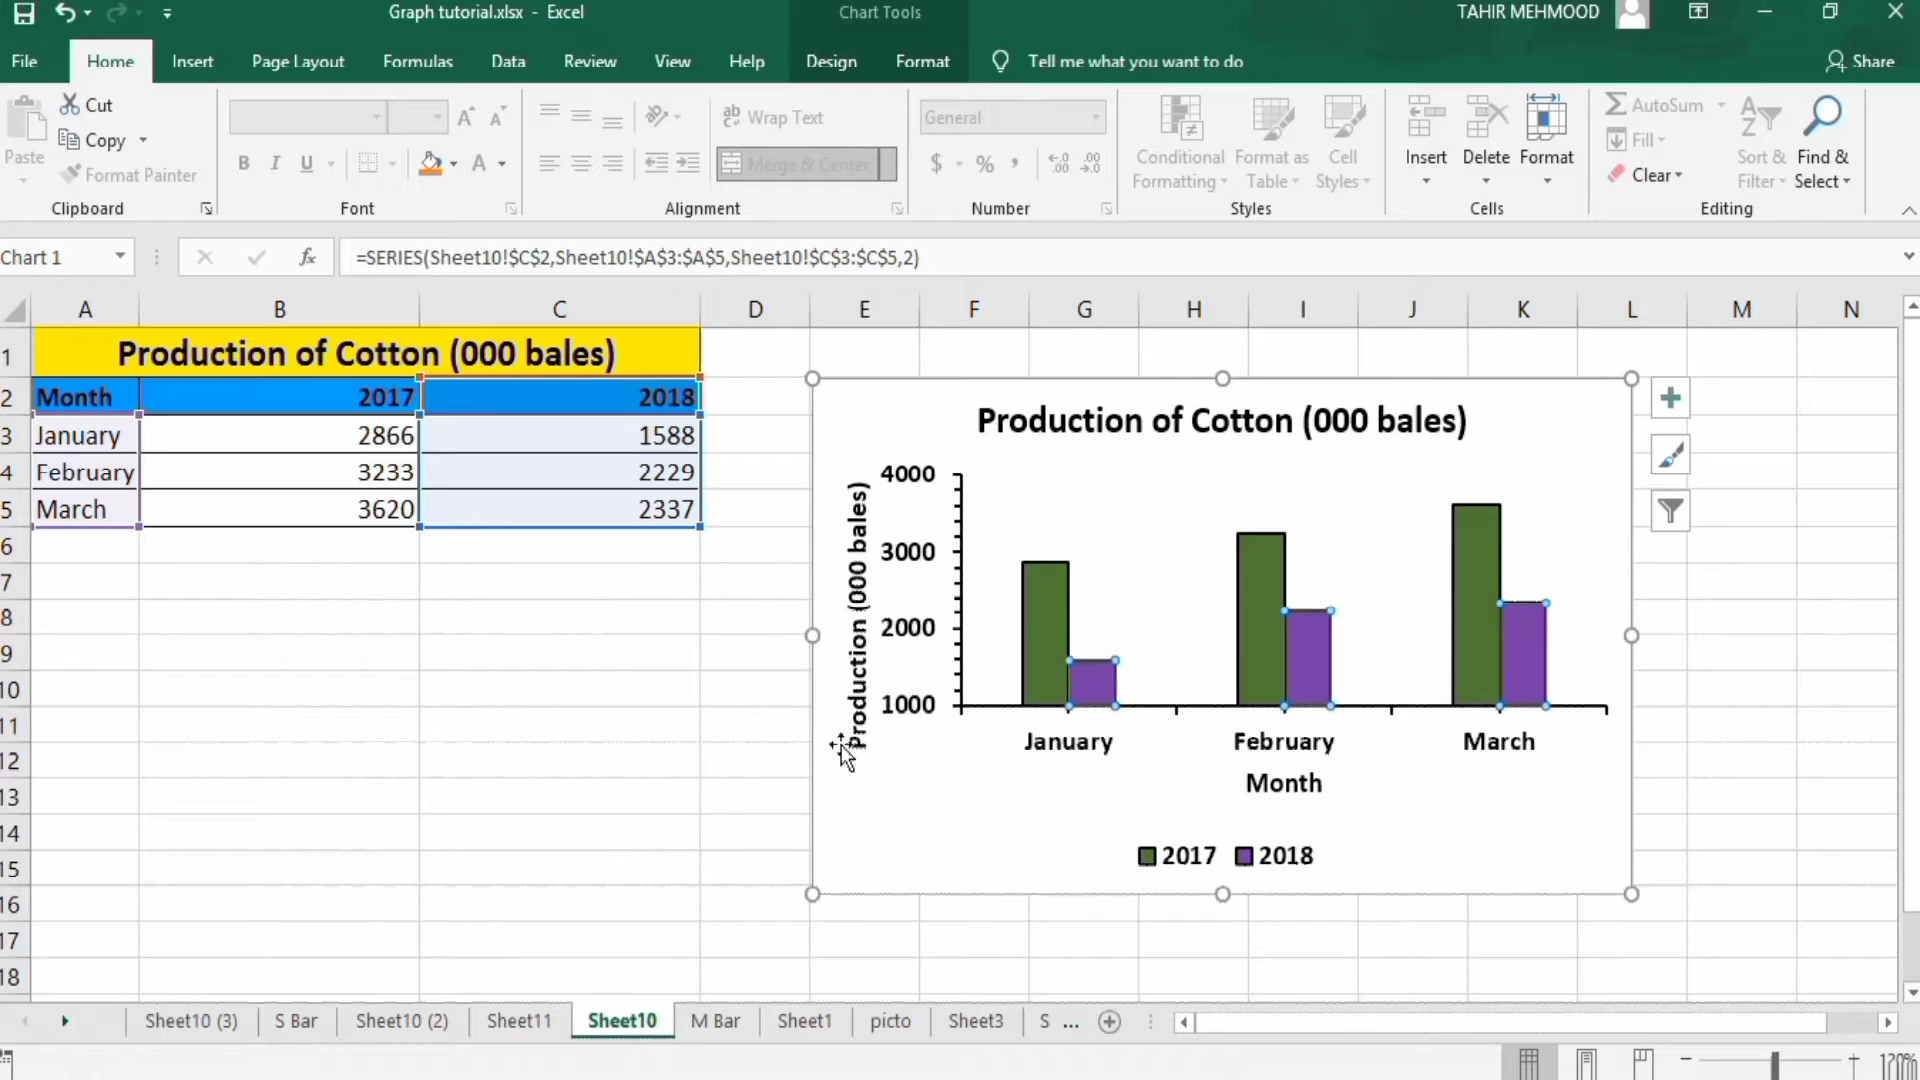 Graph tutorial.xlsx - Excel
Chart Tools
TAHIR MEHMOOD
File Home Insert Page Layout Formulas Data Review View Help Design Format Tell me what you want to do Share
Paste
Cut
Copy
Format Painter
Clipboard
B I U A
Font
ab Wrap Text
Merge & Center
Alignment
General
$ % ,
Number
Conditional Formatting
Format as Table
Cell Styles
Styles
Insert Delete Format
Cells
AutoSum
Fill
Clear
Sort & Filter
Find & Select
Editing
Chart 1
fx
=SERIES(Sheet10!$C$2,Sheet10!$A$3:$A$5,Sheet10!$C$3:$C$5,2)
A B C D E F G H I J K L M N
1 Production of Cotton (000 bales)
2 Month 2017 2018
3 January 2866 1588
4 February 3233 2229
5 March 3620 2337
6
7
8
9
10
11
12
13
14
15
16
17
18
Production of Cotton (000 bales)
Production (000 bales)
4000
3000
2000
1000
January February March
Month
2017 2018
Sheet10 (3) S Bar Sheet10 (2) Sheet11 Sheet10 M Bar Sheet1 picto Sheet3 S ...
120%